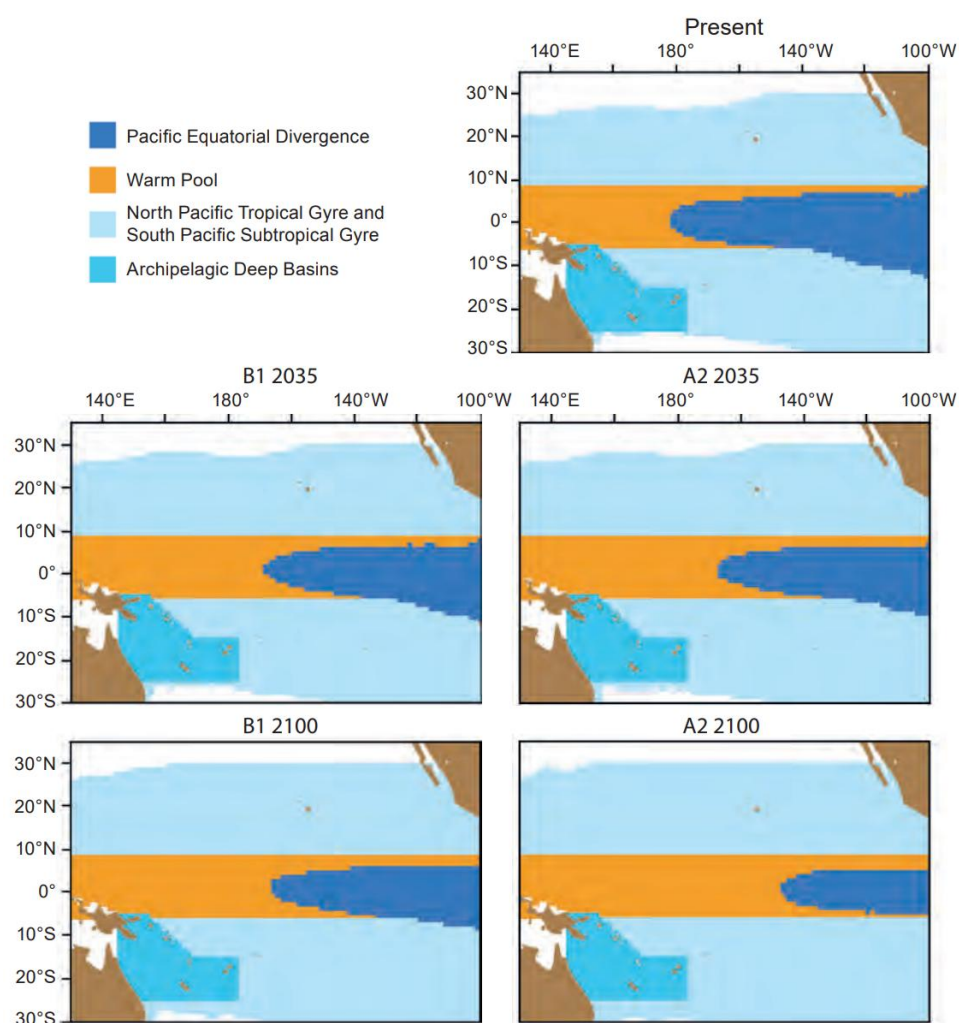 Present
140°E 180° 140°W 100°W
30°N
20°N
10°N
0°
10°S
20°S
30°S
Pacific Equatorial Divergence
Warm Pool
North Pacific Tropical Gyre and
South Pacific Subtropical Gyre
Archipelagic Deep Basins
B1 2035
140°E 180° 140°W 100°W
30°N
20°N
10°N
0°
10°S
20°S
30°S
A2 2035
140°E 180° 140°W 100°W
B1 2100
30°N
20°N
10°N
0°
10°S
20°S
30°S
A2 2100